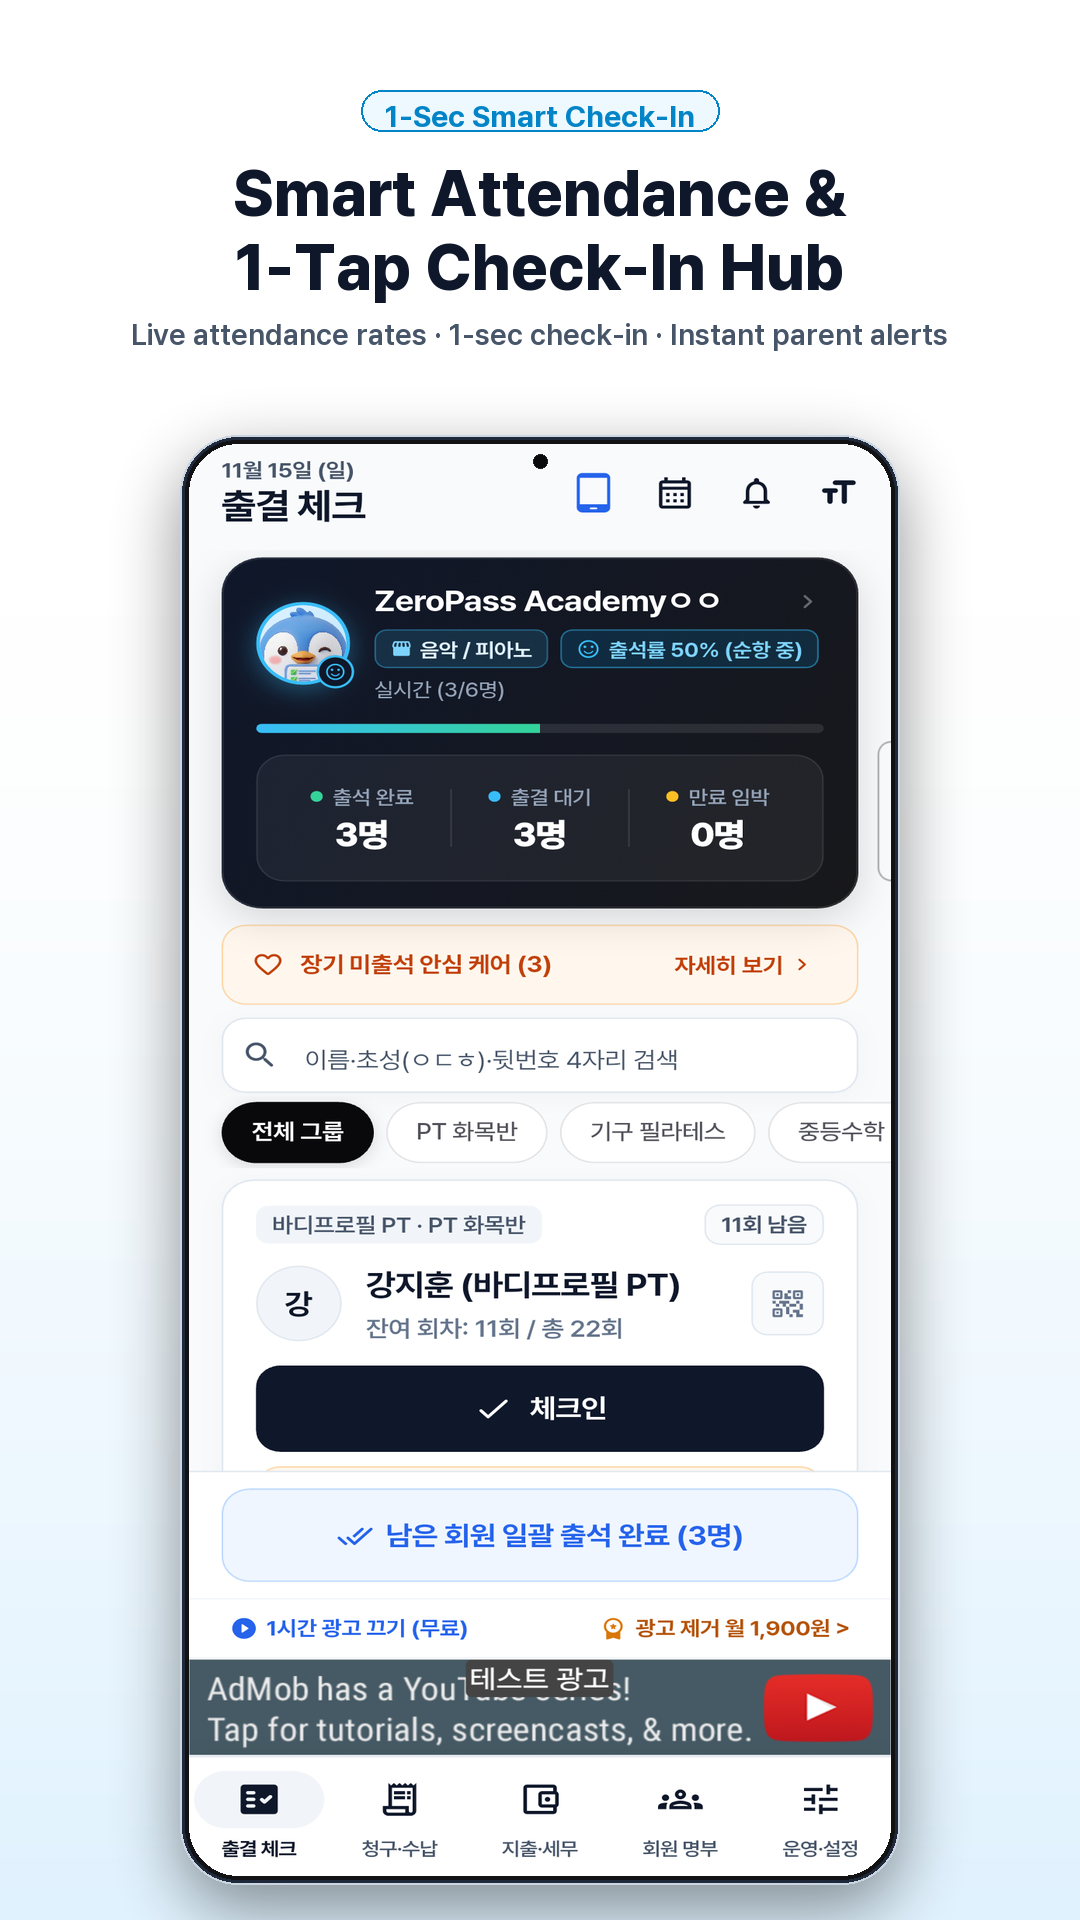 1-Sec Smart Check-In
Smart Attendance &
1-Tap Check-In Hub
Live attendance rates · 1-sec check-in · Instant parent alerts
11월 15일 (일)
출결 체크
ZeroPass Academyㅇㅇ
음악 / 피아노
출석률 50% (순항 중)
실시간 (3/6명)
출석 완료
출결 대기
만료 임박
3명
3명
0명
장기 미출석 안심 케어 (3)
자세히 보기
이름·초성(ㅇㄷㅎ)·뒷번호 4자리 검색
전체 그룹
PT 화목반
기구 필라테스
중등수학
바디프로필 PT · PT 화목반
11회 남음
강
강지훈 (바디프로필 PT)
잔여 회차: 11회 / 총 22회
체크인
남은 회원 일괄 출석 완료 (3명)
1시간 광고 끄기 (무료)
광고 제거 월 1,900원 >
테스트 광고
AdMob has a YouTube series!
Tap for tutorials, screencasts, & more.
출결 체크
청구·수납
지출·세무
회원 명부
운영·설정